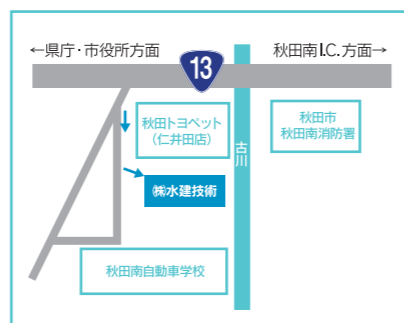 ←県庁・市役所方面
秋田南I.C.方面→
13
秋田トヨペット
(仁井田店)
秋田市
秋田南消防署
古川
㈱水建技術
秋田南自動車学校